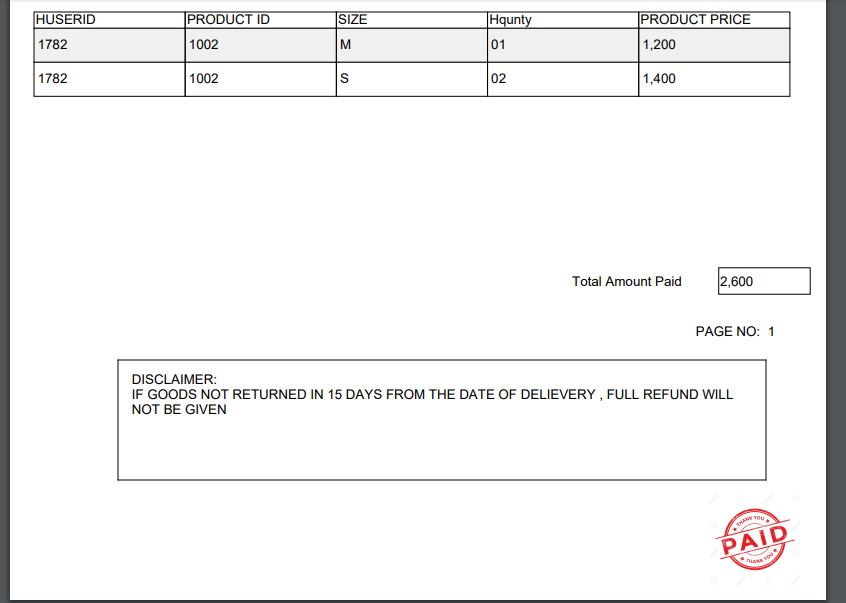 HUSERID PRODUCT ID SIZE Hqunty PRODUCT PRICE
1782 1002 M 01 1,200
1782 1002 S 02 1,400
Total Amount Paid 2,600
PAGE NO: 1
DISCLAIMER:
IF GOODS NOT RETURNED IN 15 DAYS FROM THE DATE OF DELIEVERY , FULL REFUND WILL
NOT BE GIVEN
THANK YOU
PAID
THANK YOU